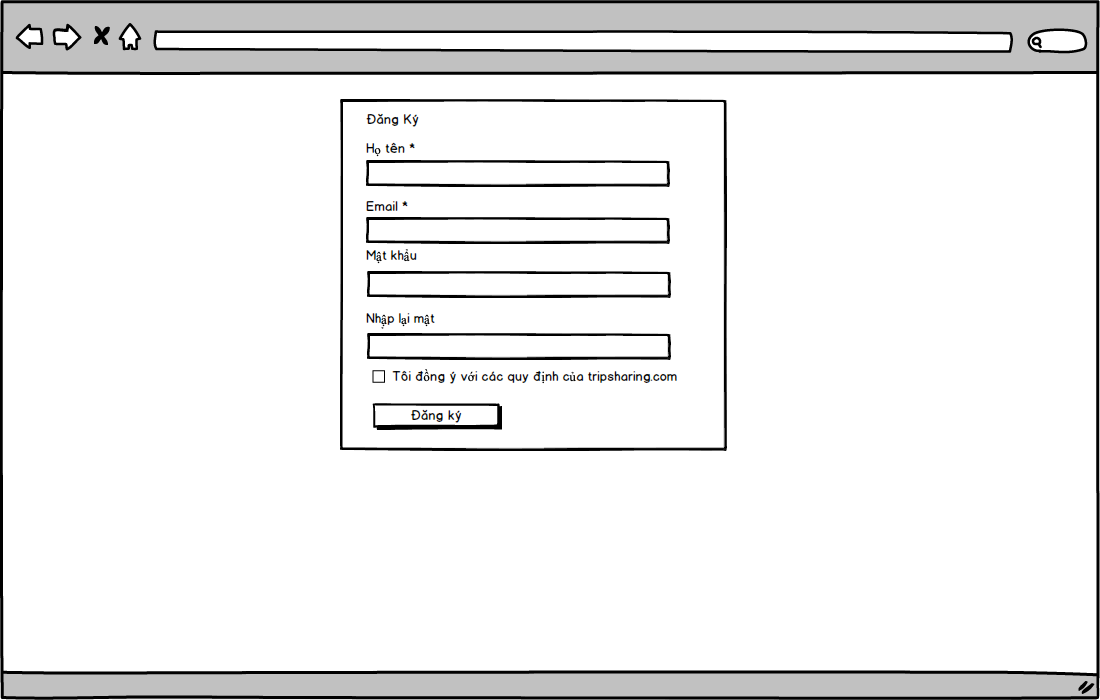 Đăng Ký
Họ tên *
Email *
Mật khẩu
Nhập lại mật
Tôi đồng ý với các quy định của tripsharing.com
Đăng ký